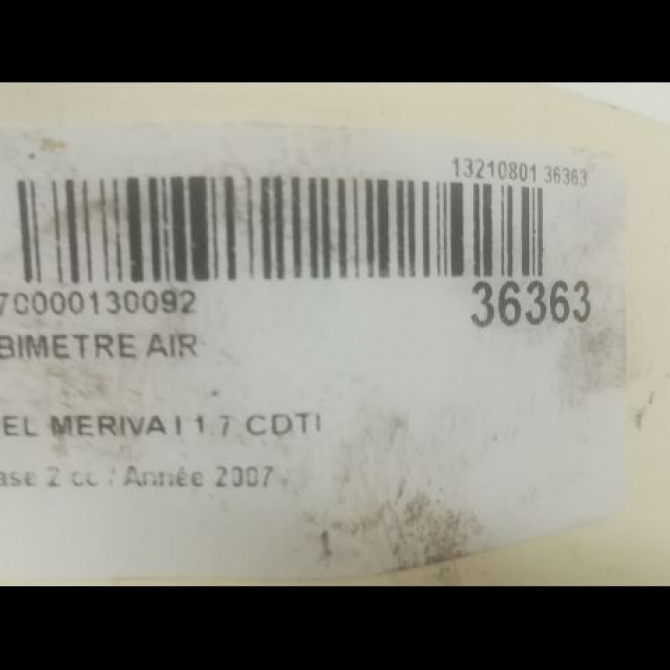 13210801 36363
70000130092
36363
BIMETRE AIR
EL MERIVA I 1.7 CDTI
ase 2 cc / Année 2007